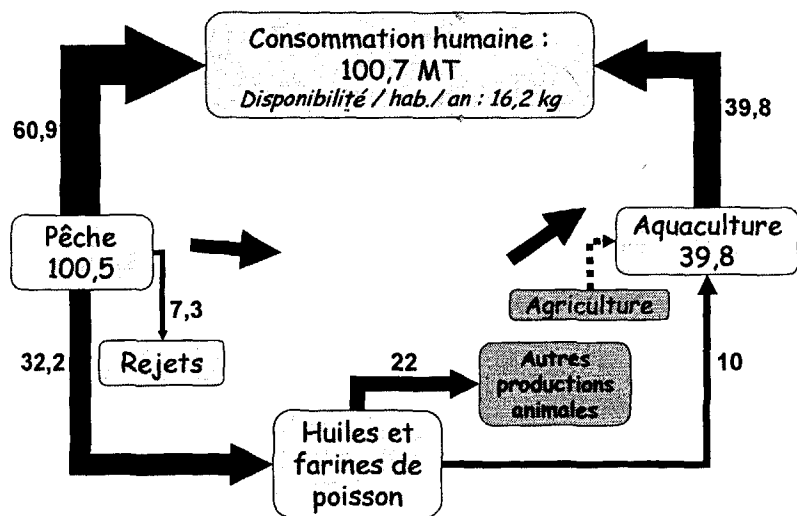 Consommation humaine :
100,7 MT
Disponibilité / hab./ an : 16,2 kg
60,9
39,8
Pêche
100,5
Aquaculture
39,8
7,3
Agriculture
32,2
Rejets
22
Autres
productions
animales
10
Huiles et
farines de
poisson